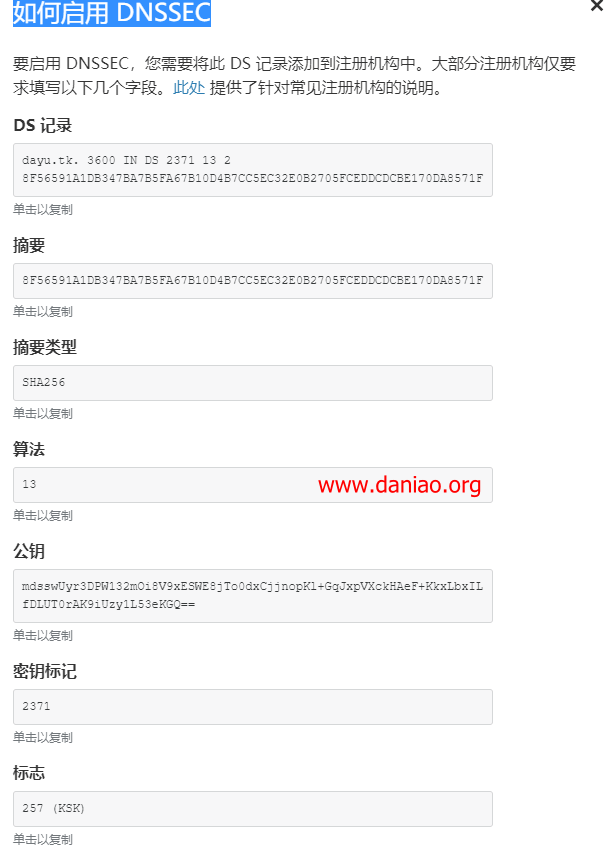 如何启用 DNSSEC
×
要启用 DNSSEC，您需要将此 DS 记录添加到注册机构中。大部分注册机构仅要
求填写以下几个字段。此处 提供了针对常见注册机构的说明。
DS 记录
dayu.tk. 3600 IN DS 2371 13 2
8F56591A1DB347BA7B5FA67B10D4B7CC5EC32E0B2705FCEDDCDCBE170DA8571F
单击以复制
摘要
8F56591A1DB347BA7B5FA67B10D4B7CC5EC32E0B2705FCEDDCDCBE170DA8571F
单击以复制
摘要类型
SHA256
单击以复制
算法
13
www.daniao.org
单击以复制
公钥
mdsswUyr3DPW132mOi8V9xESWE8jTo0dxCjjnopKl+GqJxpVXckHAeF+KkxLbxIL
fDLUT0rAK9iUzy1L53eKGQ==
单击以复制
密钥标记
2371
单击以复制
标志
257 (KSK)
单击以复制